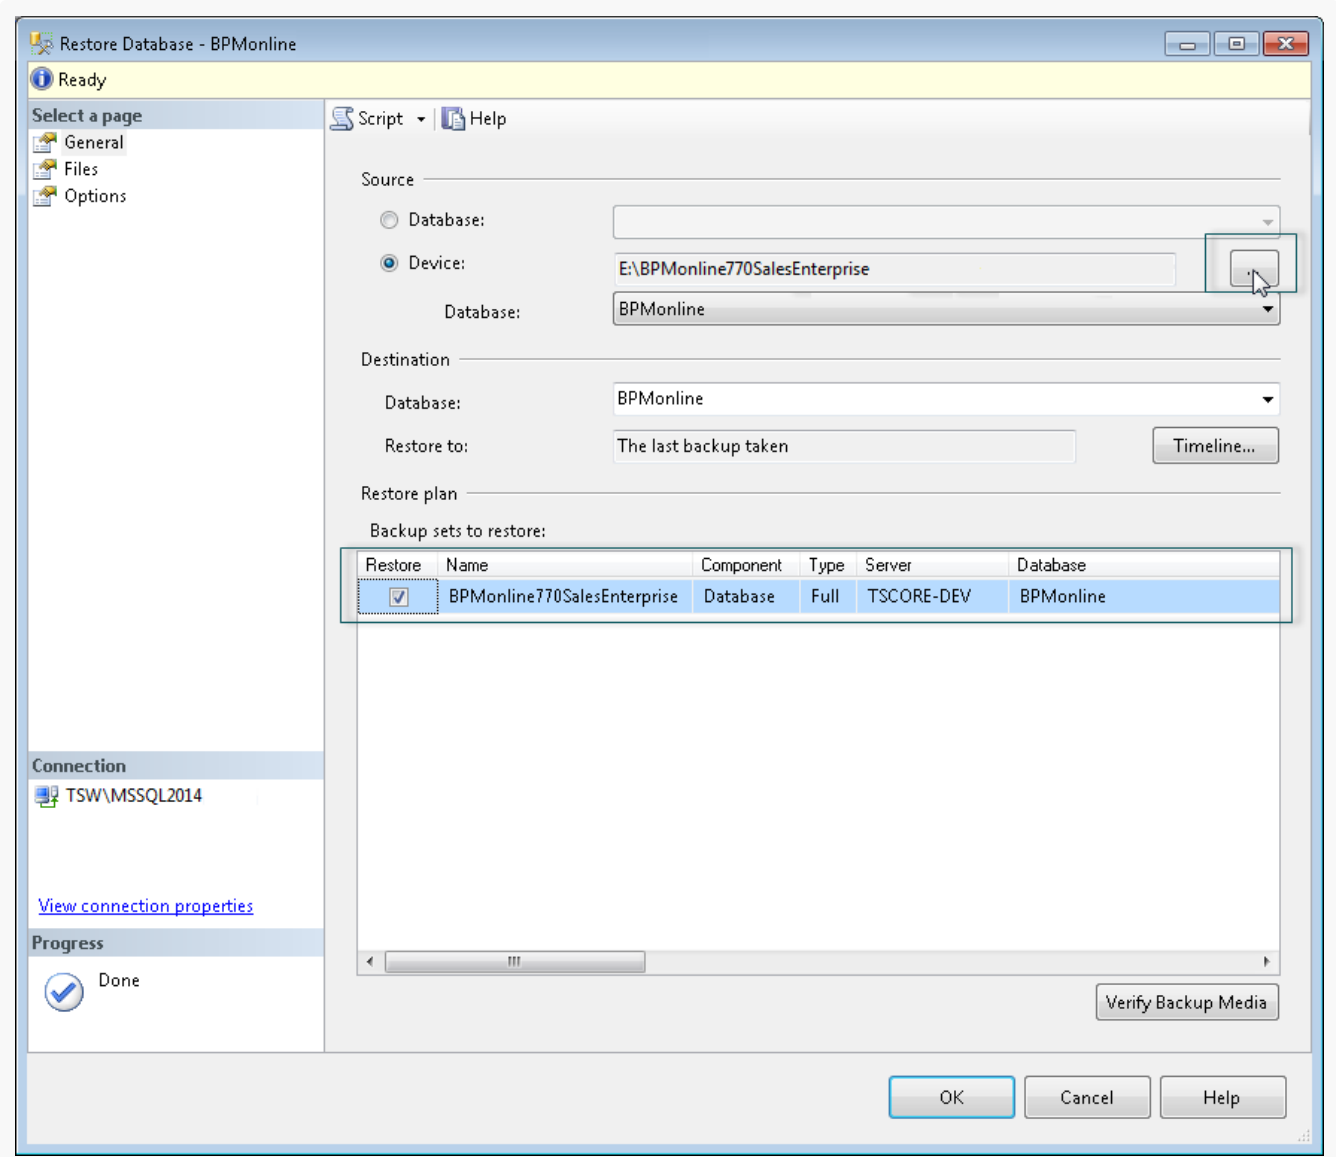 Restore Database - BPMonline
Ready
Select a page
General
Files
Options
Script
Help
Source
Database:
Device:
E:\BPMonline770SalesEnterprise
Database:
BPMonline
Destination
Database:
BPMonline
Restore to:
The last backup taken
Timeline...
Restore plan
Backup sets to restore:
Restore Name Component Type Server Database
BPMonline770SalesEnterprise Database Full TSCORE-DEV BPMonline
Connection
TSW\MSSQL2014
View connection properties
Progress
Done
Verify Backup Media
OK Cancel Help